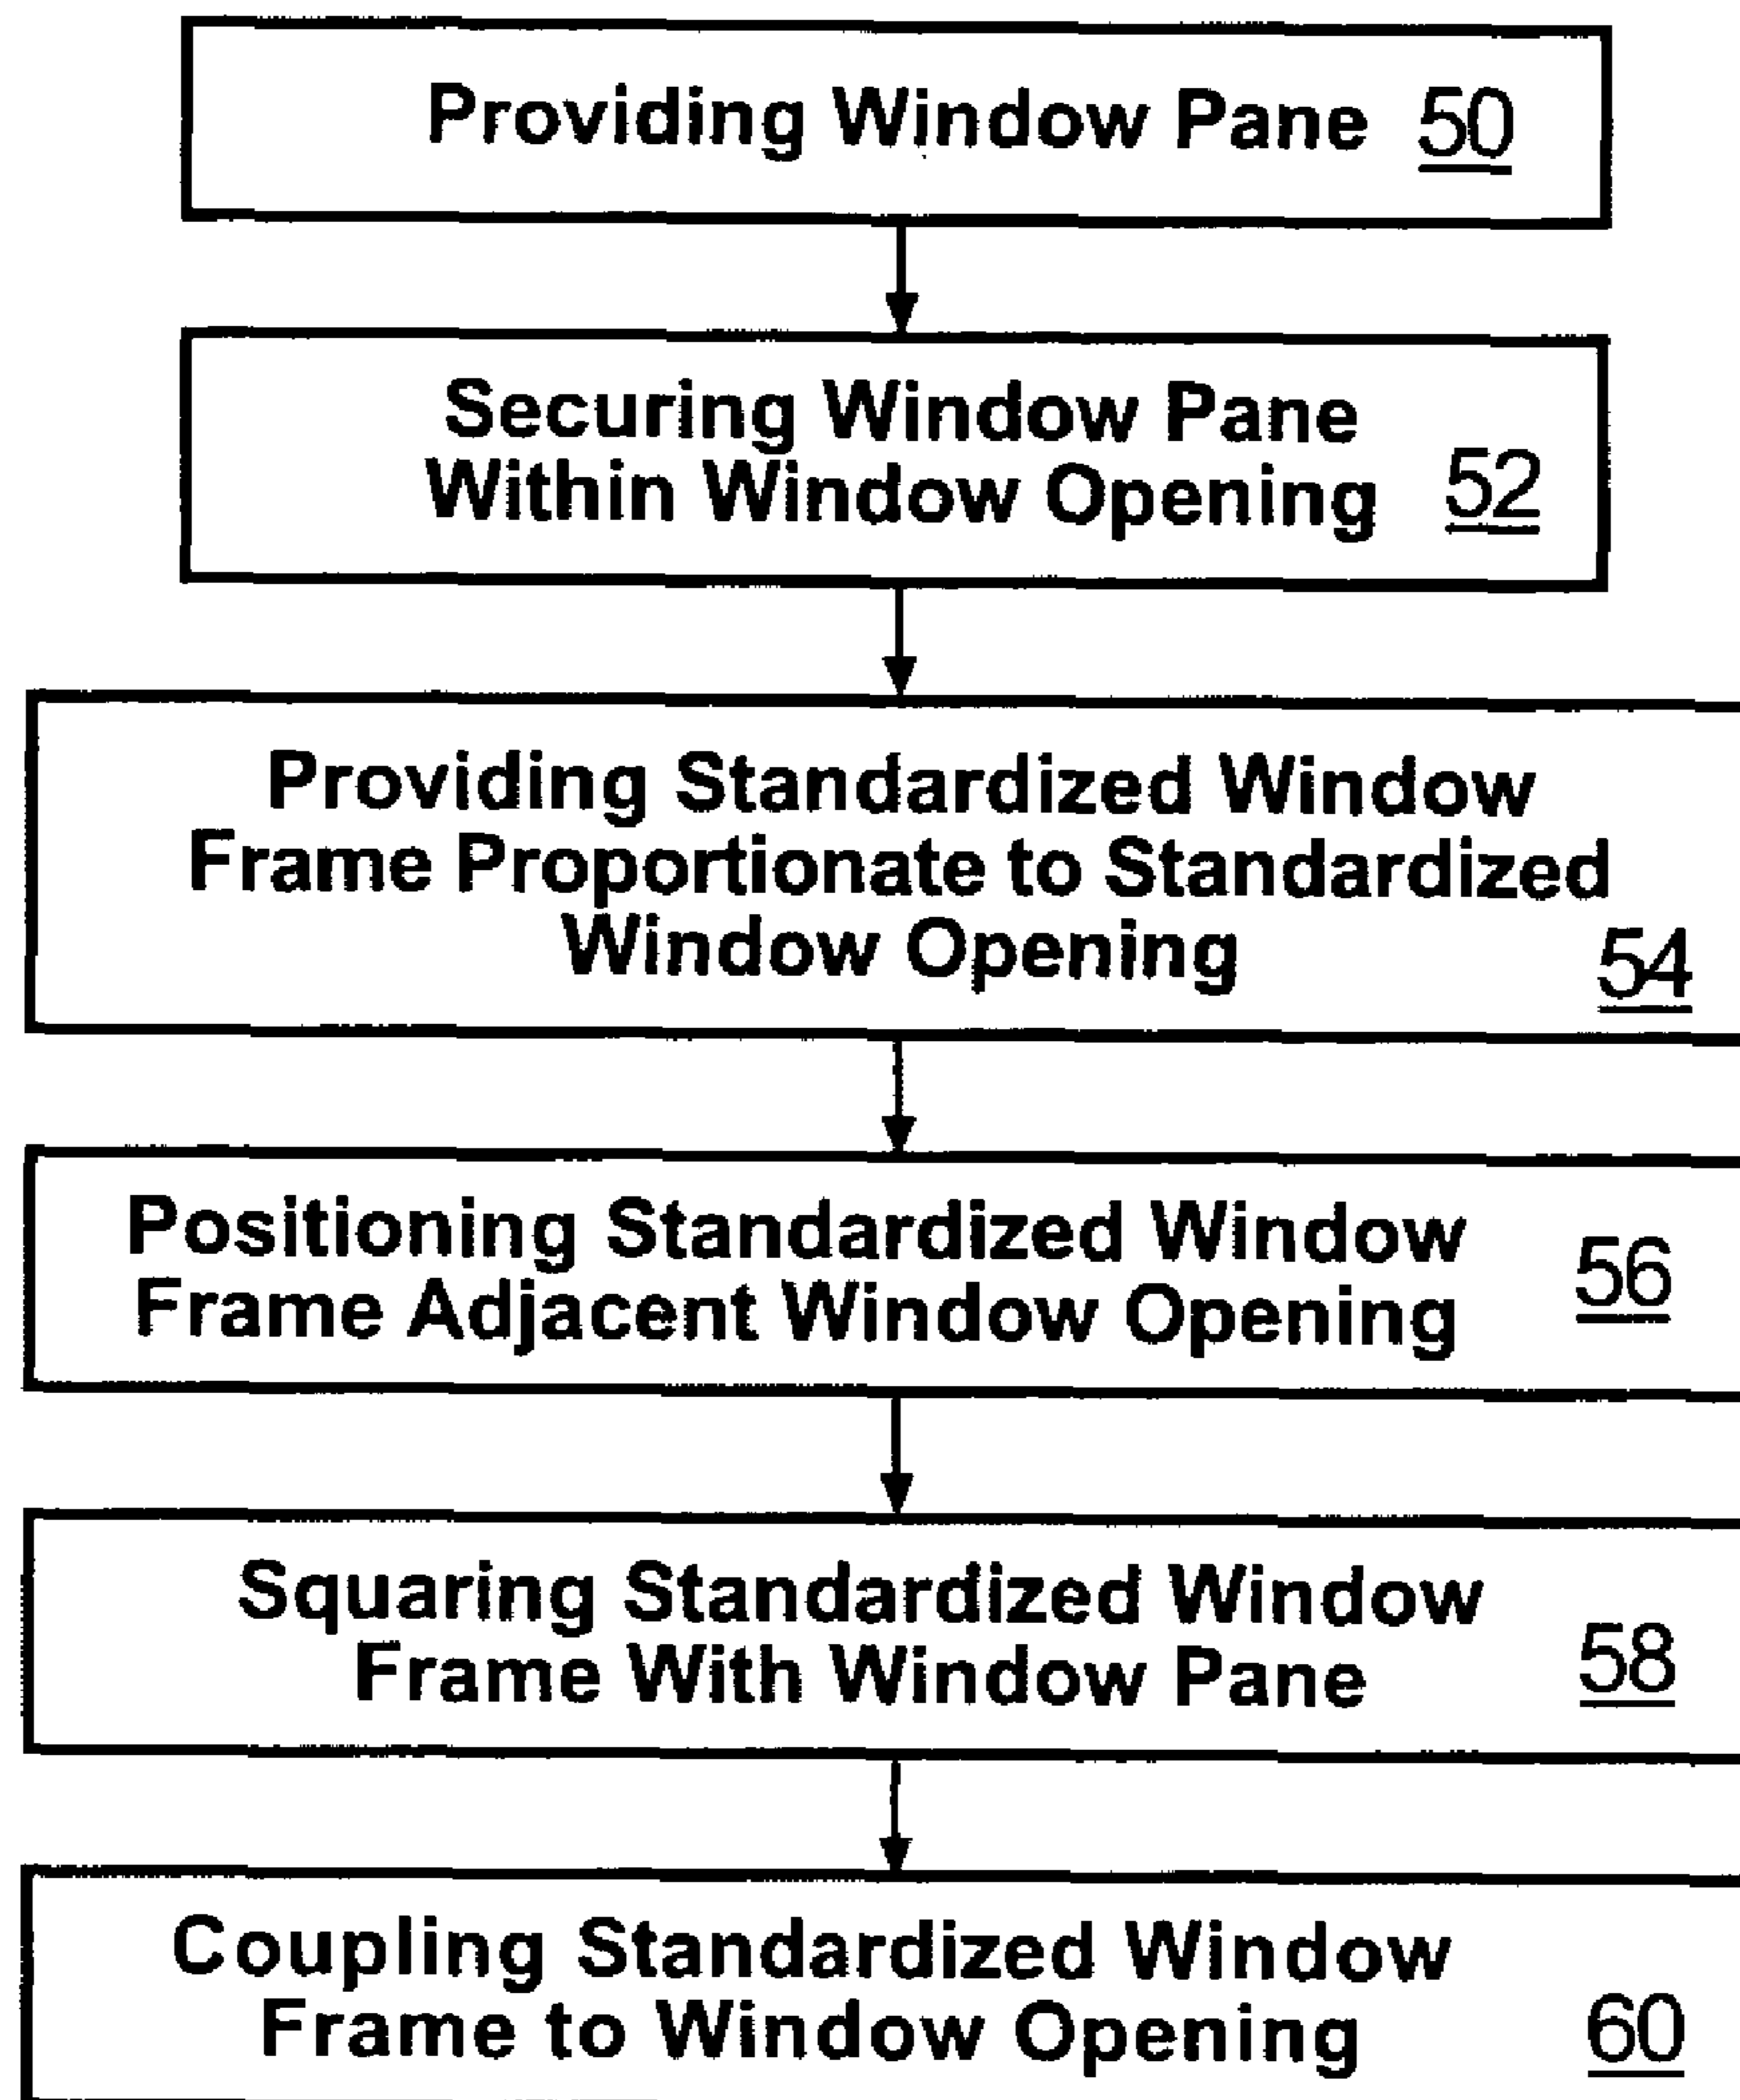 Providing Window Pane 50
Securing Window Pane
Within Window Opening 52
Providing Standardized Window
Frame Proportionate to Standardized
Window Opening
54
Positioning Standardized Window
Frame Adjacent Window Opening
56
Squaring Standardized Window
Frame With Window Pane
58
Coupling Standardized Window
Frame to Window Opening
60